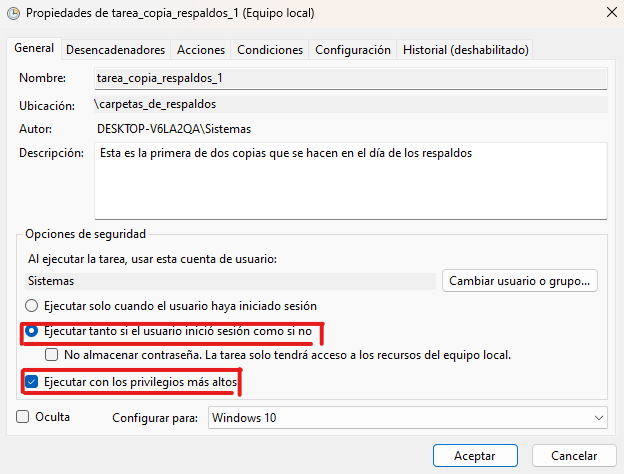 Propiedades de tarea_copia_respaldos_1 (Equipo local)
General Desencadenadores Acciones Condiciones Configuración Historial (deshabilitado)
Nombre: tarea_copia_respaldos_1
Ubicación: \carpetas_de_respaldos
Autor: DESKTOP-V6LA2QA\Sistemas
Descripción: Esta es la primera de dos copias que se hacen en el día de los respaldos
Opciones de seguridad
Al ejecutar la tarea, usar esta cuenta de usuario:
Sistemas Cambiar usuario o grupo...
Ejecutar solo cuando el usuario haya iniciado sesión
Ejecutar tanto si el usuario inició sesión como si no
No almacenar contraseña. La tarea solo tendrá acceso a los recursos del equipo local.
Ejecutar con los privilegios más altos
Oculta Configurar para: Windows 10
Aceptar Cancelar